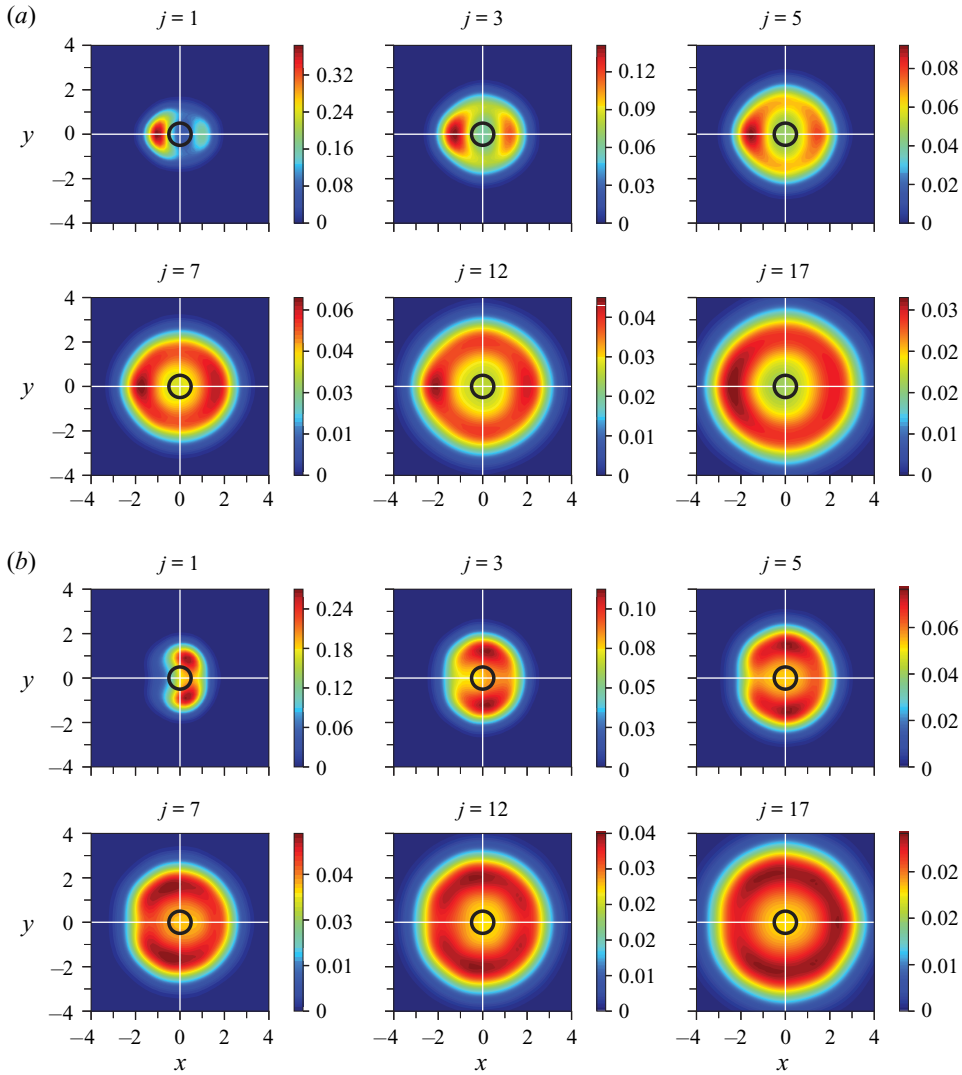 (a)
j = 1 j = 3 j = 5
4 0.32 0.12 0.08
2 0.24 0.09 0.06
y 0 0.16 0.06 0.04
−2 0.08 0.03 0.02
−4 0 0 0
j = 7 j = 12 j = 17
4 0.06 0.04 0.03
2 0.04 0.03 0.02
y 0 0.03 0.02 0.01
−2 0.01 0.01 0.01
−4 0 0 0
−4 −2 0 2 4 −4 −2 0 2 4 −4 −2 0 2 4
(b)
j = 1 j = 3 j = 5
4 0.24 0.10 0.06
2 0.18 0.08 0.04
y 0 0.12 0.05 0.02
−2 0.06 0.03 0
−4 0 0
j = 7 j = 12 j = 17
4 0.04 0.04 0.02
2 0.03 0.03 0.02
y 0 0.01 0.02 0.01
−2 0 0.01 0
−4 0
−4 −2 0 2 4 −4 −2 0 2 4 −4 −2 0 2 4
x x x